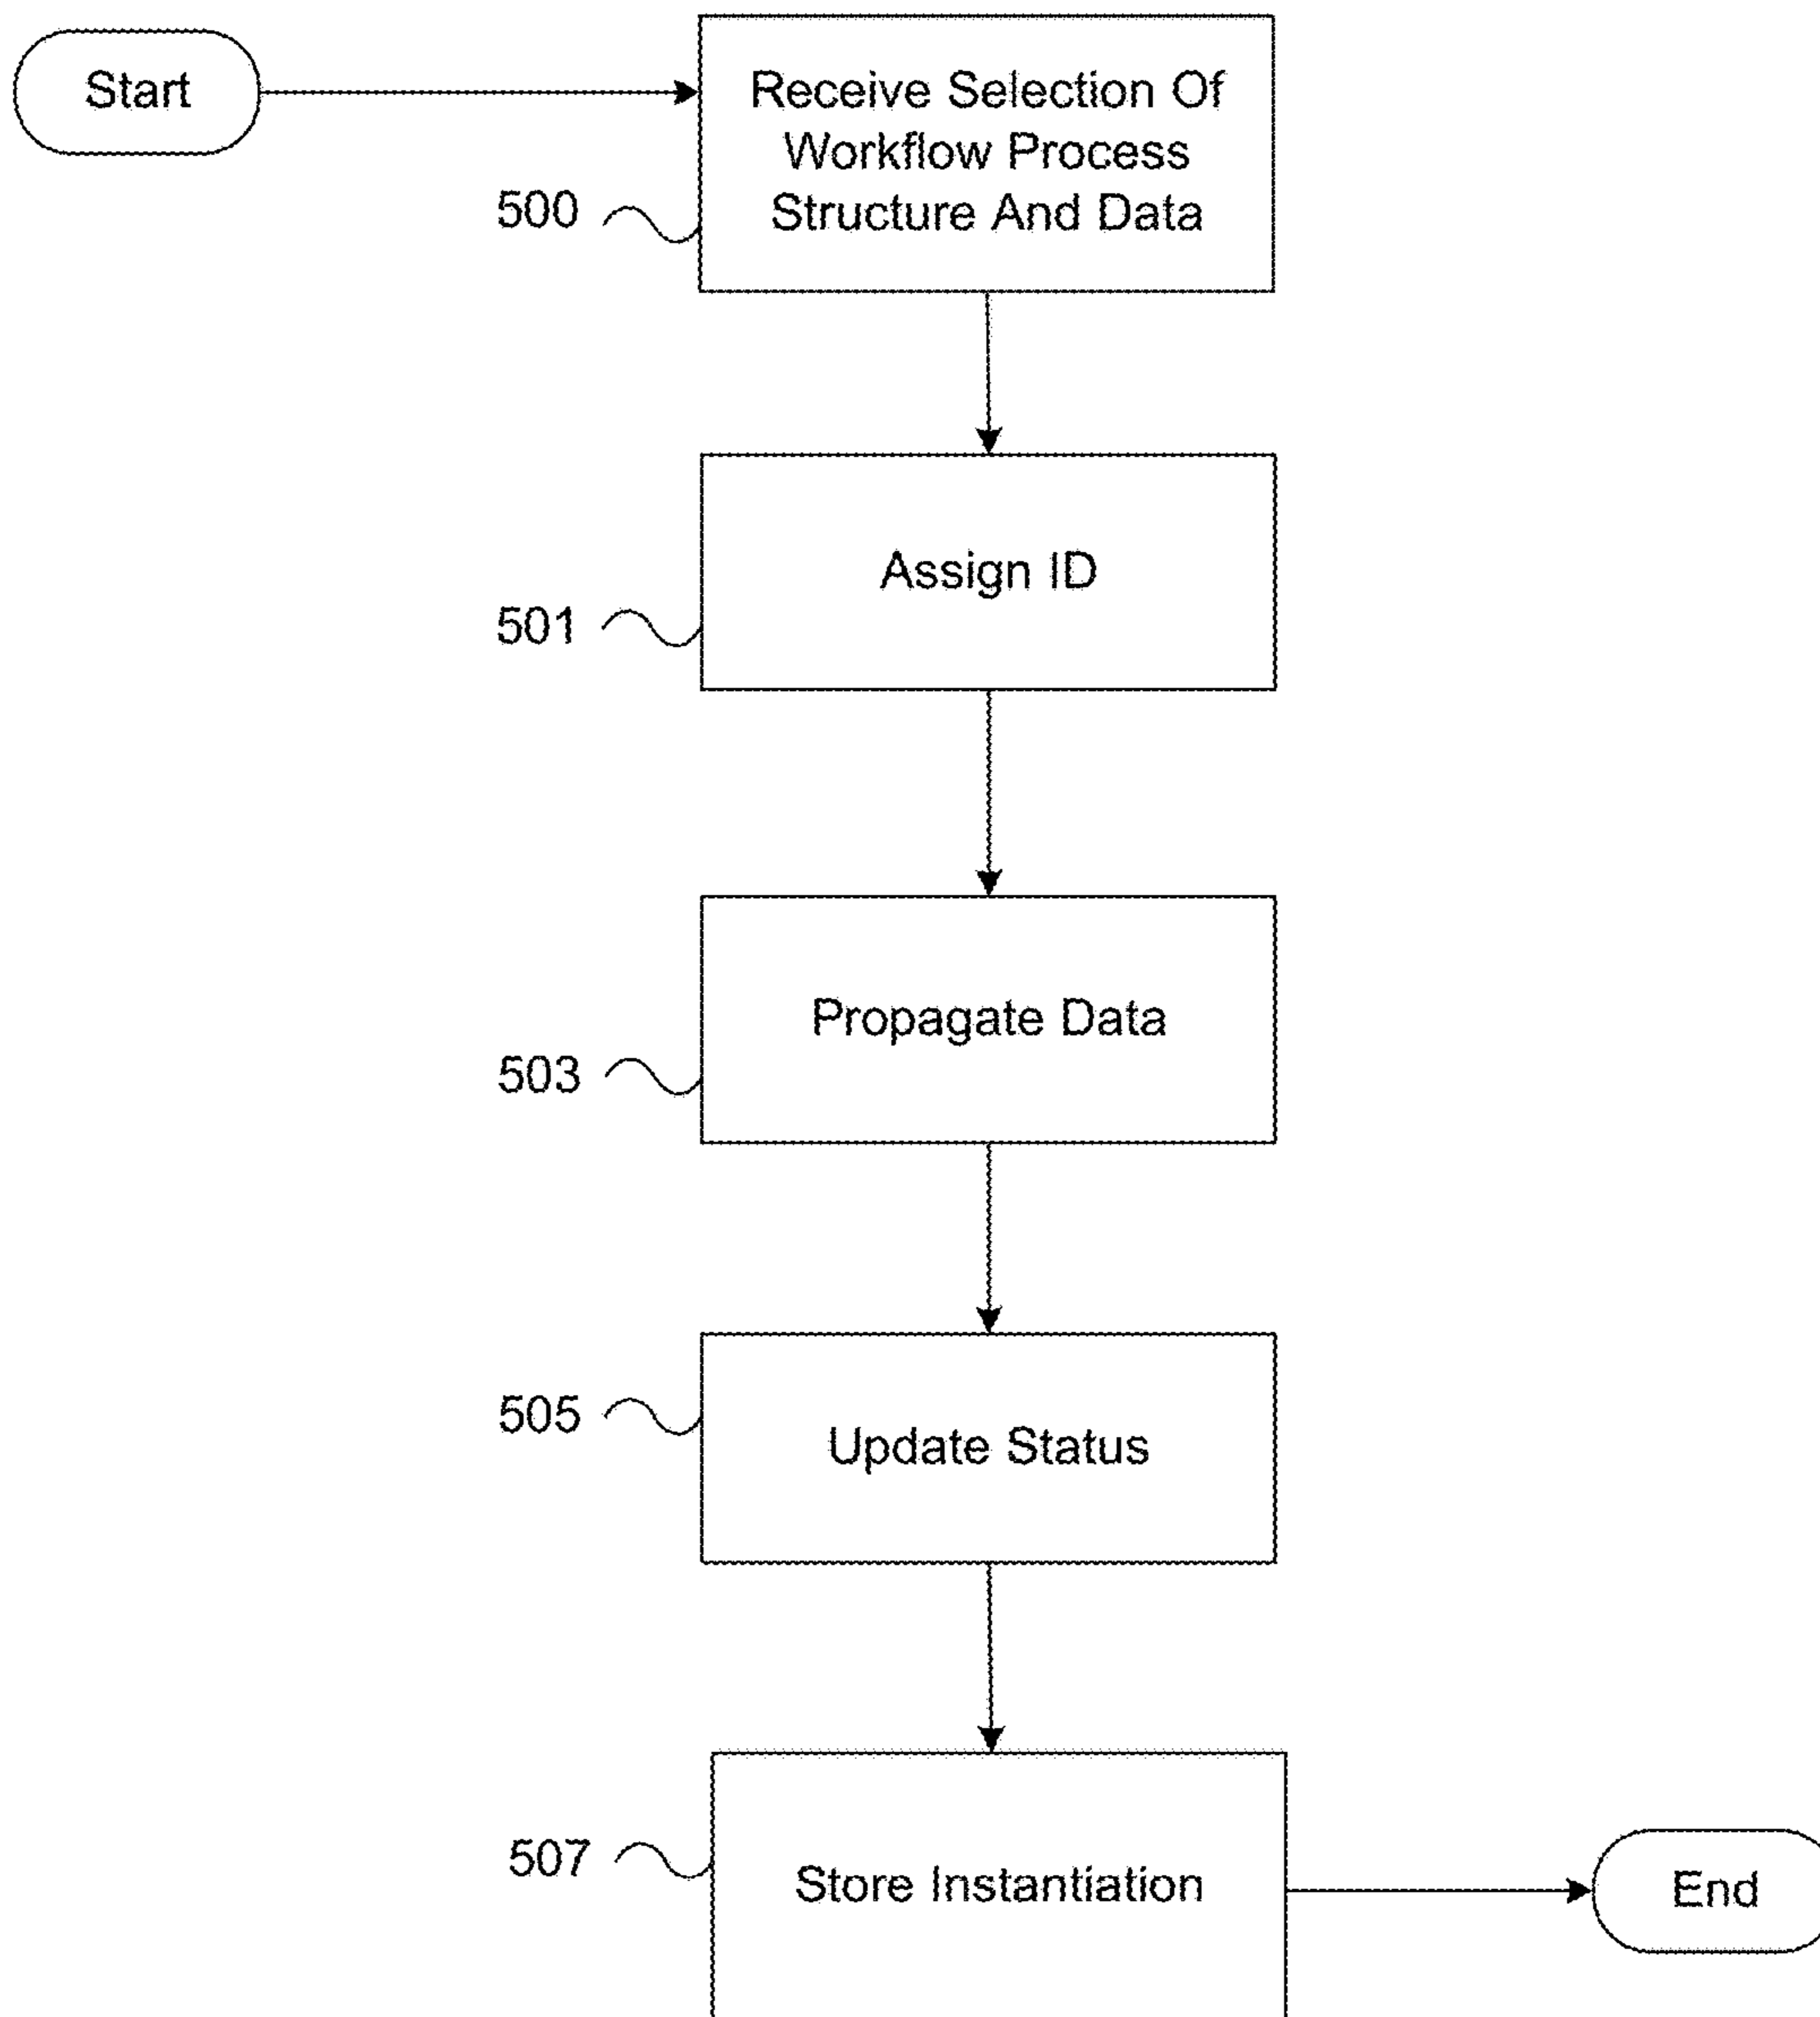 Start
Receive Selection Of
Workflow Process
Structure And Data
500
Assign ID
501
Propagate Data
503
505
Update Status
507
Store Instantiation
End